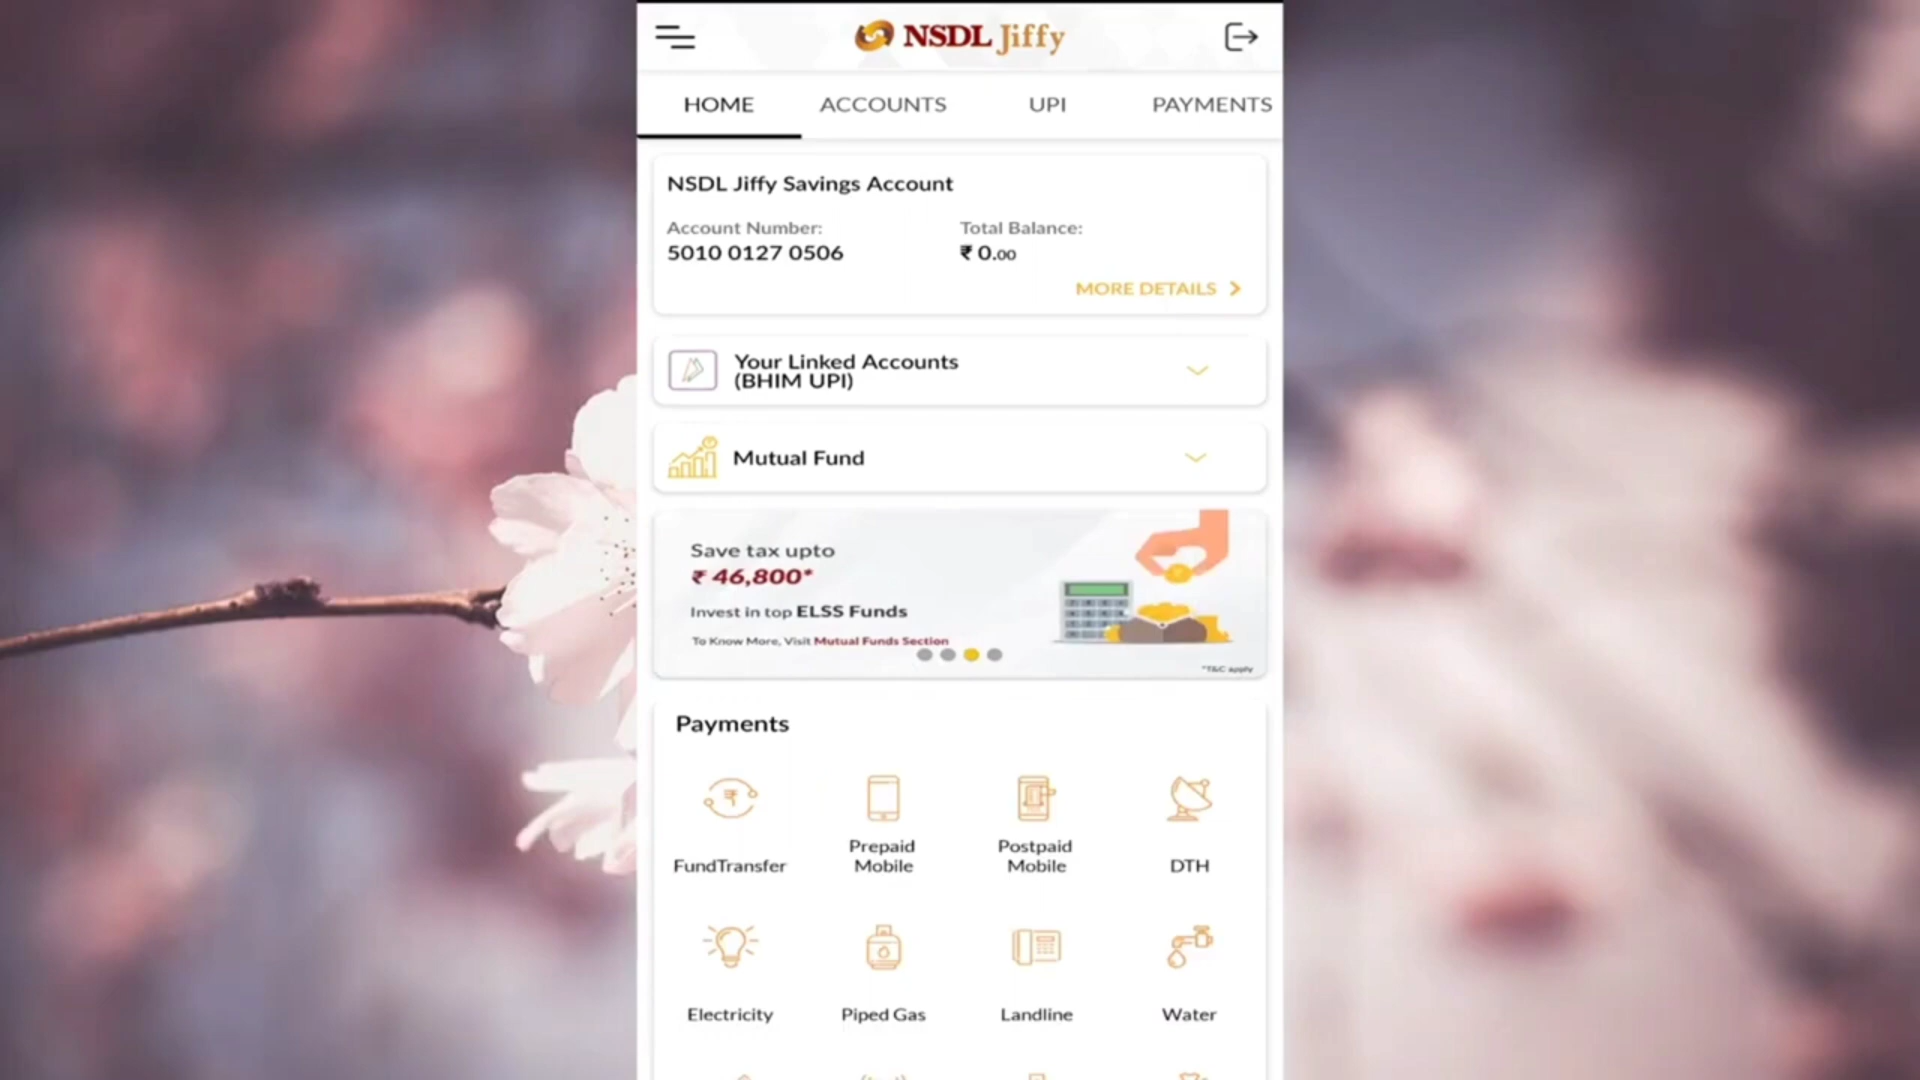 NSDL Jiffy
HOME ACCOUNTS UPI PAYMENTS
NSDL Jiffy Savings Account
Account Number: Total Balance:
5010 0127 0506 ₹ 0.00
MORE DETAILS
Your Linked Accounts
(BHIM UPI)
Mutual Fund
Save tax upto
₹ 46,800*
Invest in top ELSS Funds
To Know More, Visit Mutual Funds Section
*T&C apply
Payments
FundTransfer
Prepaid
Mobile
Postpaid
Mobile
DTH
Electricity
Piped Gas
Landline
Water